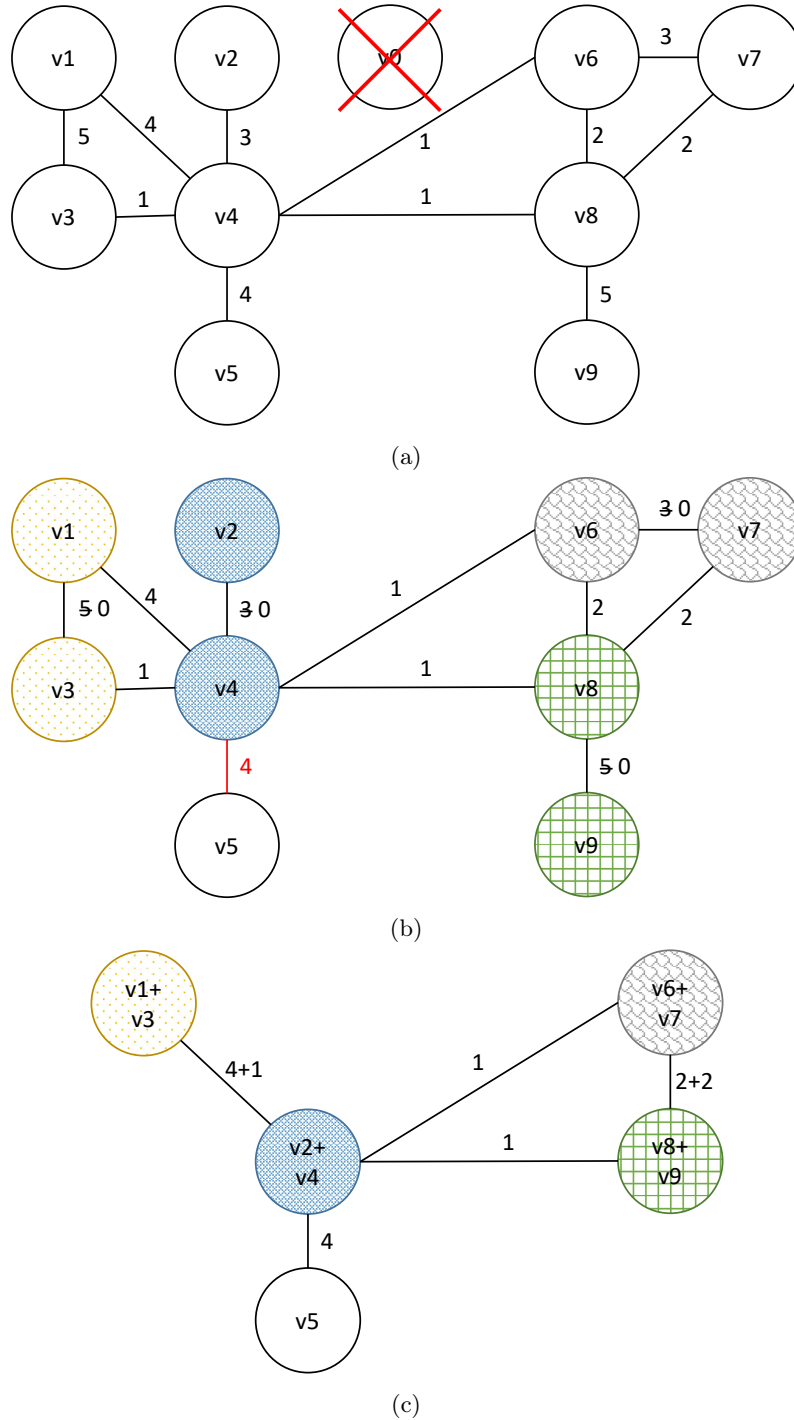 v1 v2 v0 v6 3 v7
5 4 3 1 2 2
v3 1 v4 1 v8
4 5
v5 v9
(a)
v1 v2 v6 3 0 v7
5 0 4 3 0 1 2 2
v3 1 v4 1 v8
4 5 0
v5 v9
(b)
v1+
v3
v6+
v7
4+1 1 2+2
v2+
v4
1
v8+
v9
4
v5
(c)